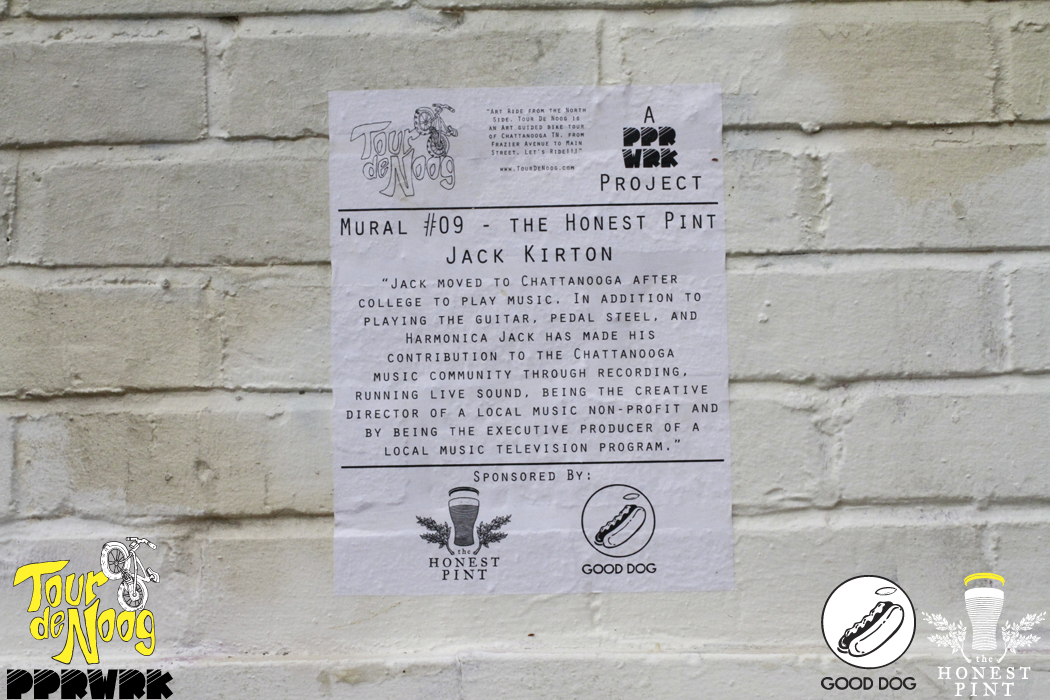 Tour
de Noog
"Art Rides from the North
Side. Tour De Noog is
an Art guided bike tour
of Chattanooga TN. from
Frazier Avenue to Main
Street. Let's Ride!!!"
www.TourDeNoog.com
A
PPR
WRK
Project
Mural #09 - the Honest Pint
Jack Kirton
"Jack moved to Chattanooga after
college to play music. In addition to
playing the guitar, pedal steel, and
Harmonica Jack has made his
contribution to the Chattanooga
music community through recording,
running live sound, being the creative
director of a local music non-profit and
by being the executive producer of a
local music television program."
Sponsored By:
the
HONEST
PINT
GOOD DOG
Tour
de Noog
PPRWRK
GOOD DOG
the
HONEST
PINT